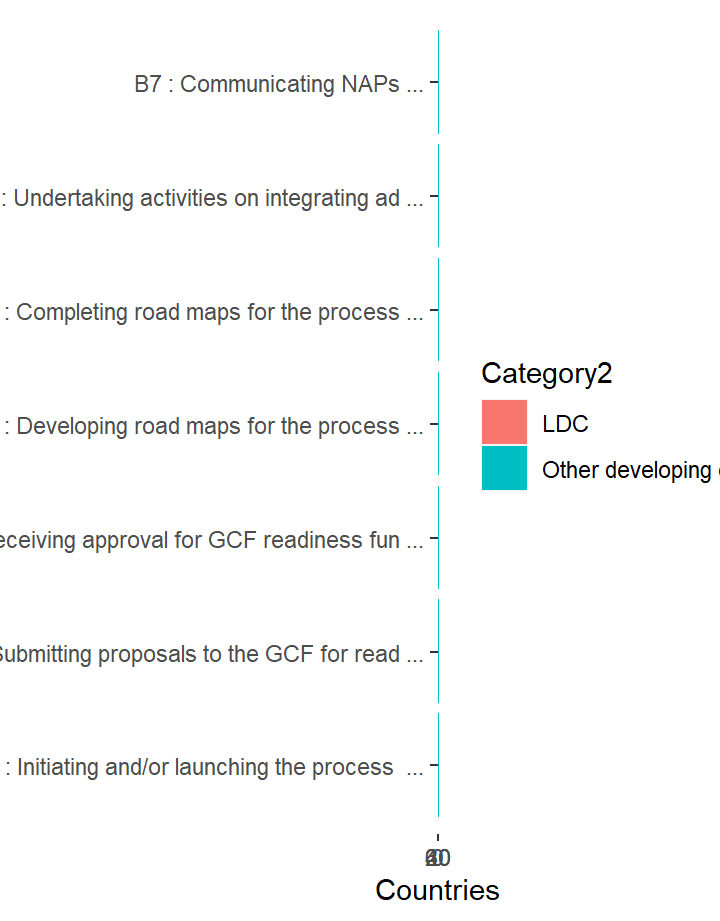 B7 : Communicating NAPs ...
: Undertaking activities on integrating ad ...
: Completing road maps for the process ...
: Developing road maps for the process ...
Category2
LDC
Other developing
eceiving approval for GCF readiness fun ...
Submitting proposals to the GCF for read ...
: Initiating and/or launching the process ...
Countries